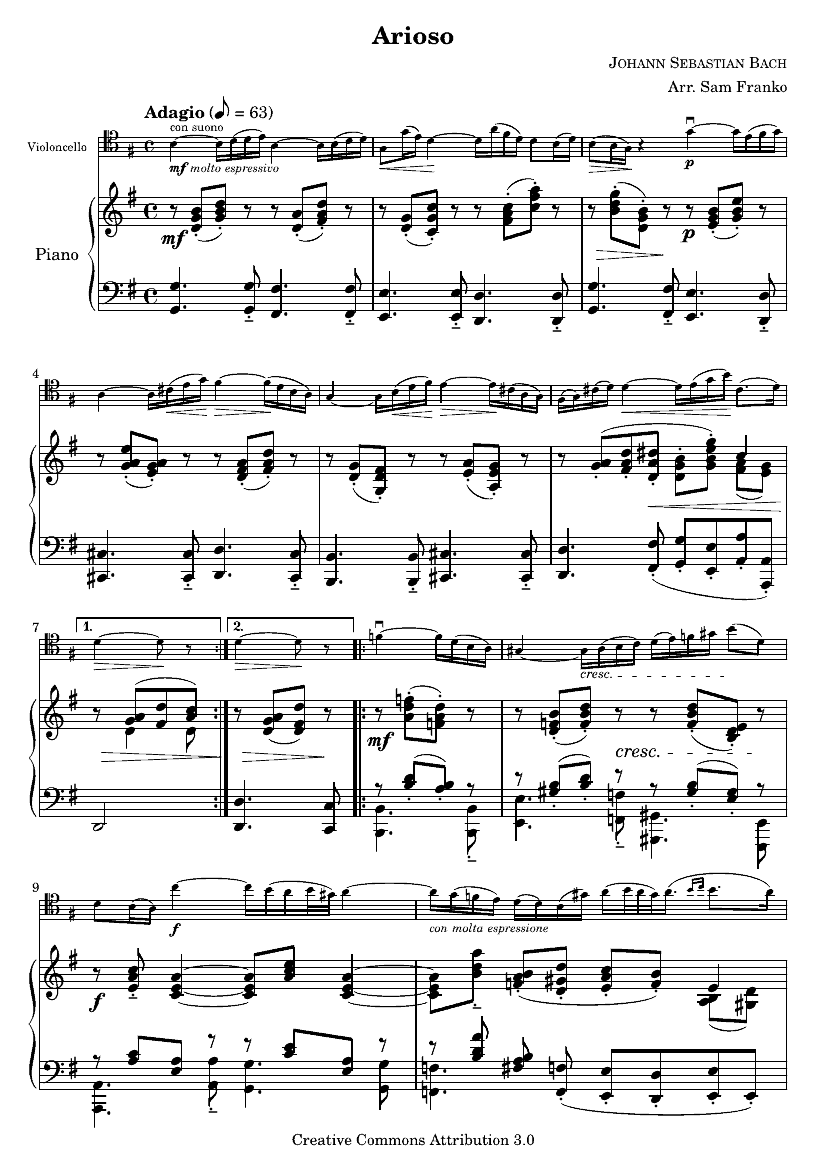 Arioso
JOHANN SEBASTIAN BACH
Arr. Sam Franko
Adagio (♪ = 63)
con suono
Violoncello
mf molto espressivo
p
Piano
mf
p
4
7
1.
2.
cresc.
mf
cresc.
9
f
con molta espressione
f
Creative Commons Attribution 3.0